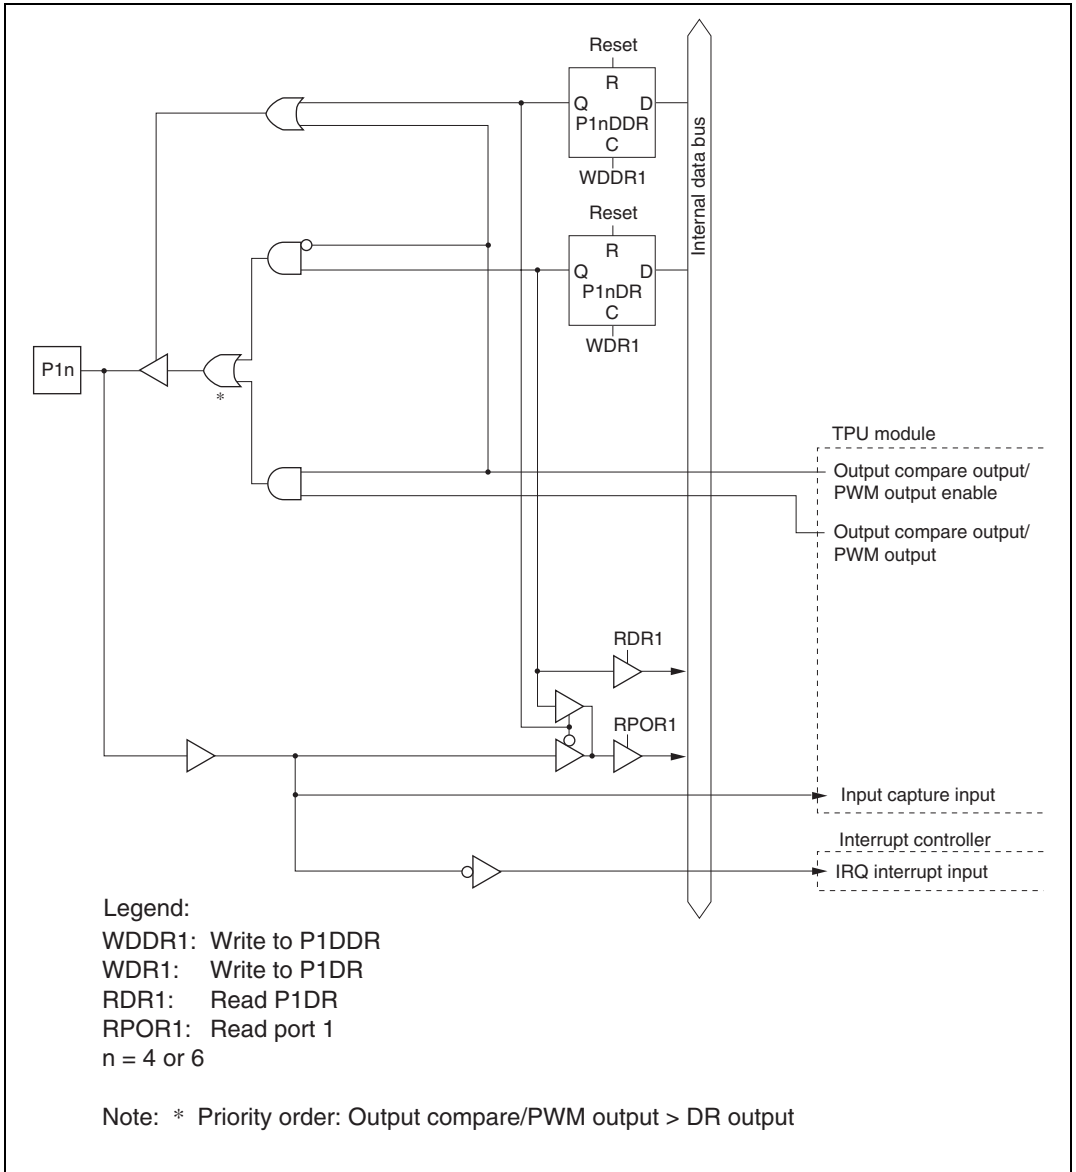 Reset
R
Q D
P1nDDR
C
WDDR1
Internal data bus
Reset
R
Q D
P1nDR
C
WDR1
P1n
*
TPU module
Output compare output/
PWM output enable
Output compare output/
PWM output
RDR1
RPOR1
Input capture input
Interrupt controller
IRQ interrupt input
Legend:
WDDR1: Write to P1DDR
WDR1: Write to P1DR
RDR1: Read P1DR
RPOR1: Read port 1
n = 4 or 6
Note: * Priority order: Output compare/PWM output > DR output